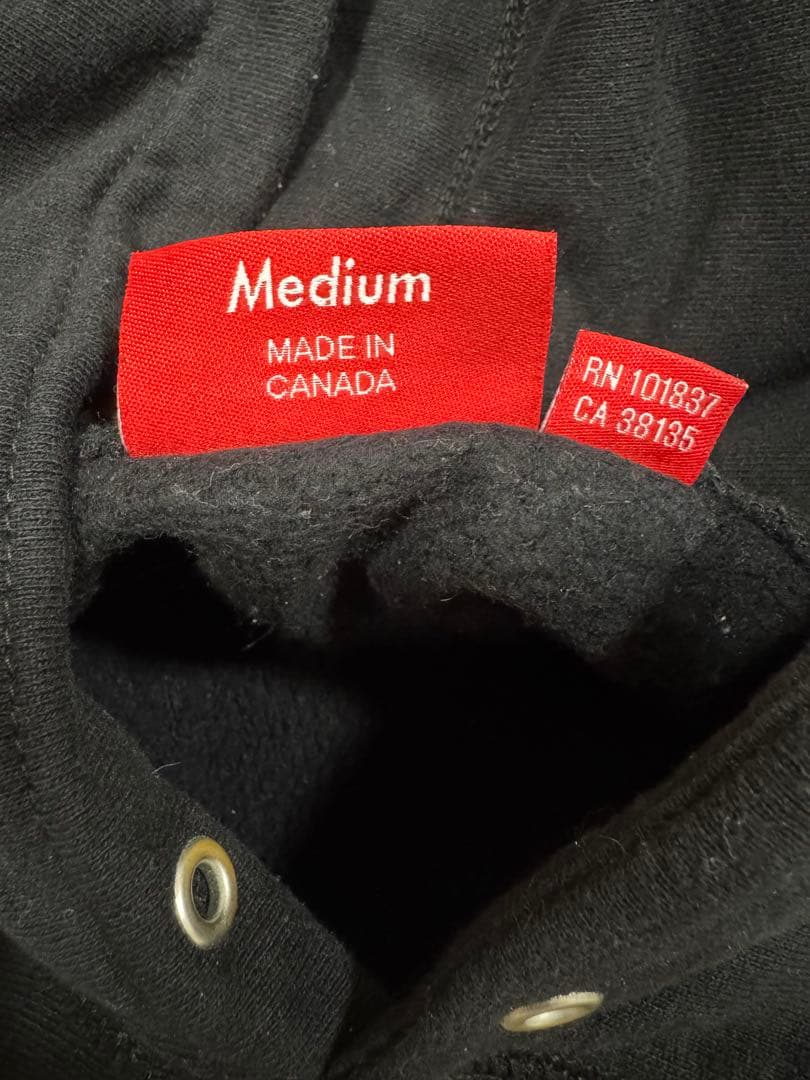 Medium
MADE IN
CANADA
RN 101837
CA 38135